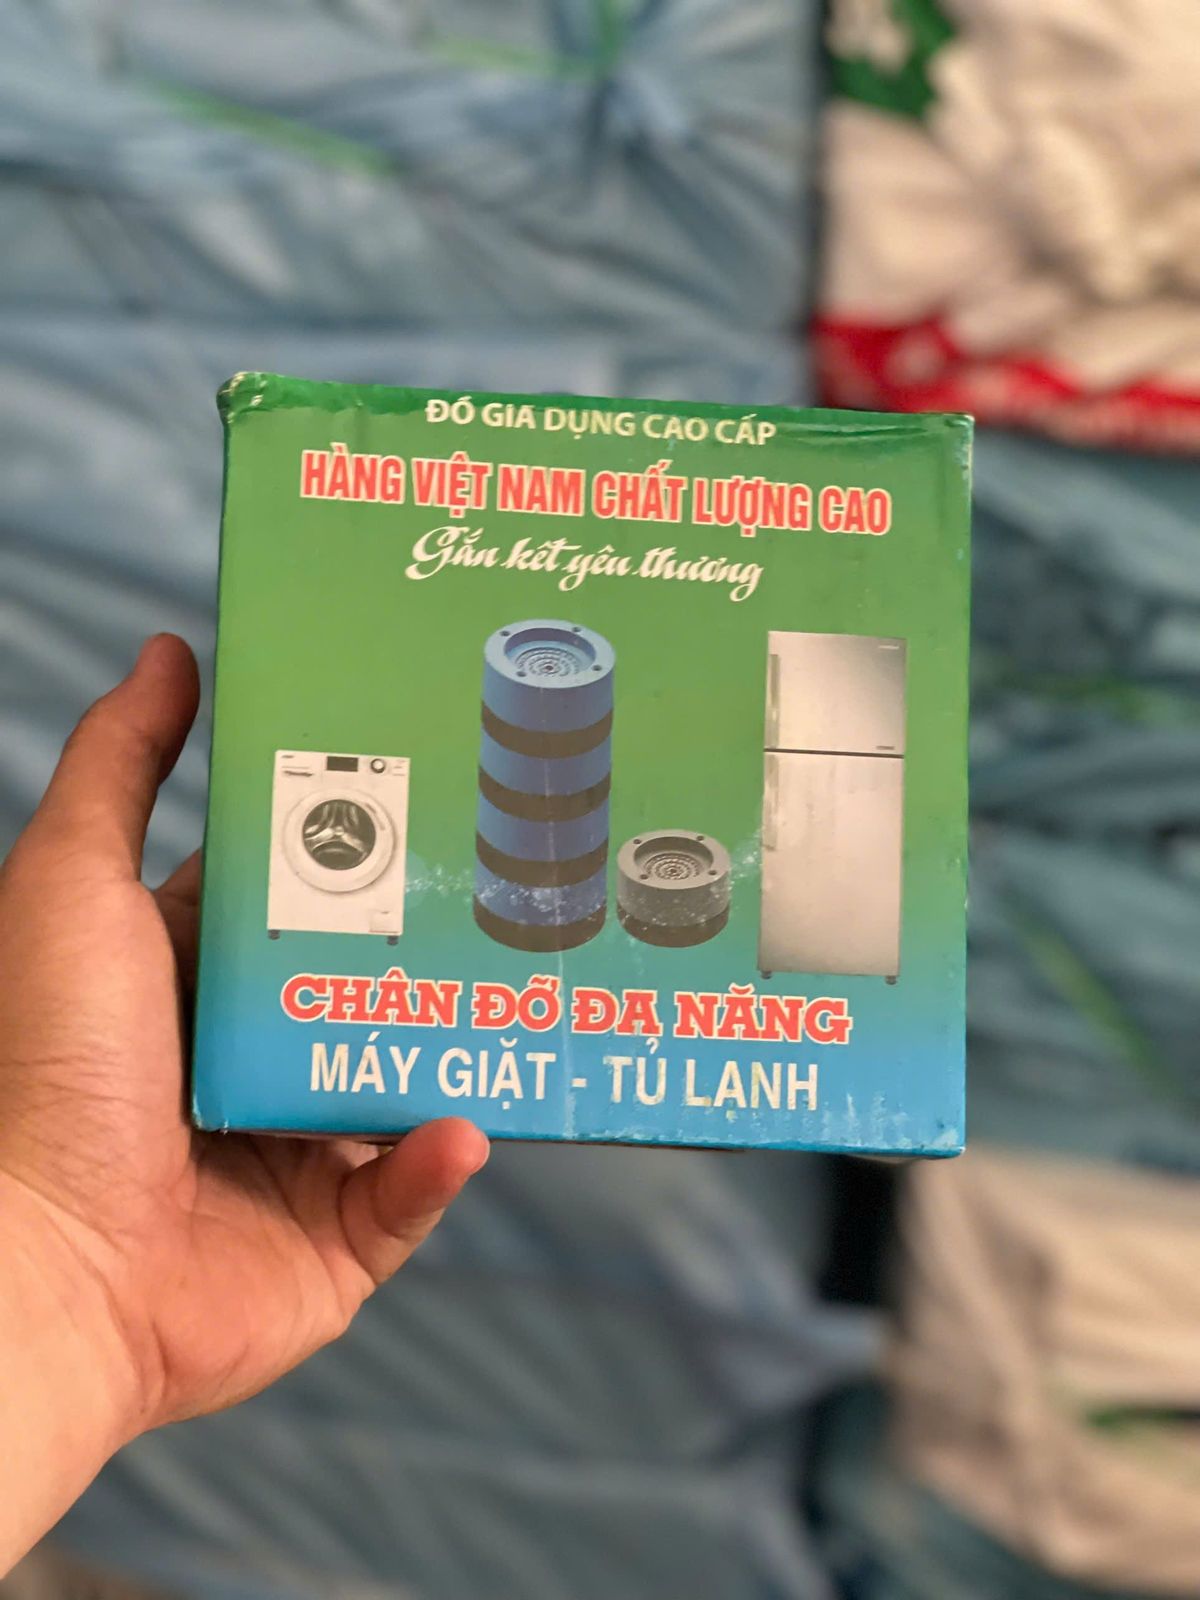 ĐỒ GIA DỤNG CAO CẤP
HÀNG VIỆT NAM CHẤT LƯỢNG CAO
Gắn kết yêu thương
CHÂN ĐỠ ĐA NĂNG
MÁY GIẶT - TỦ LẠNH